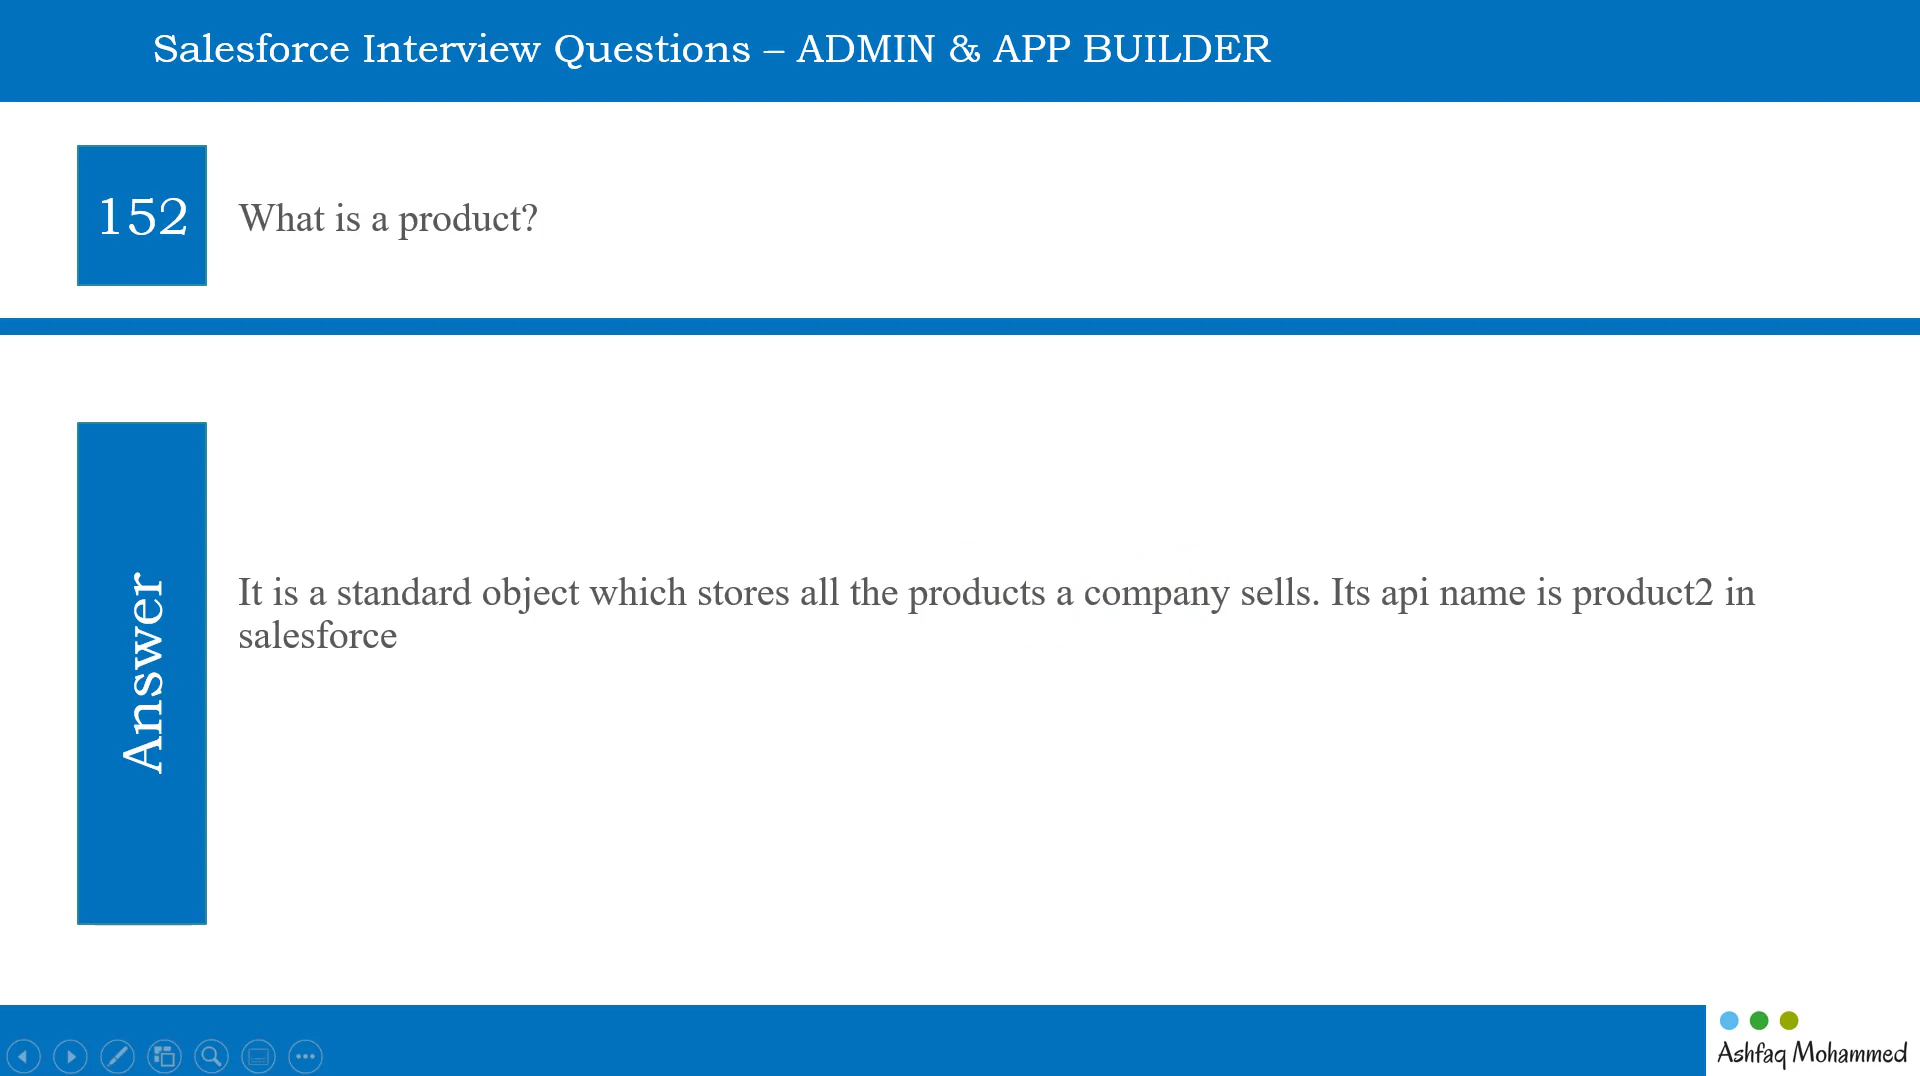 Salesforce Interview Questions – ADMIN & APP BUILDER
152
What is a product?
Answer
It is a standard object which stores all the products a company sells. Its api name is product2 in
salesforce
Ashfaq Mohammed